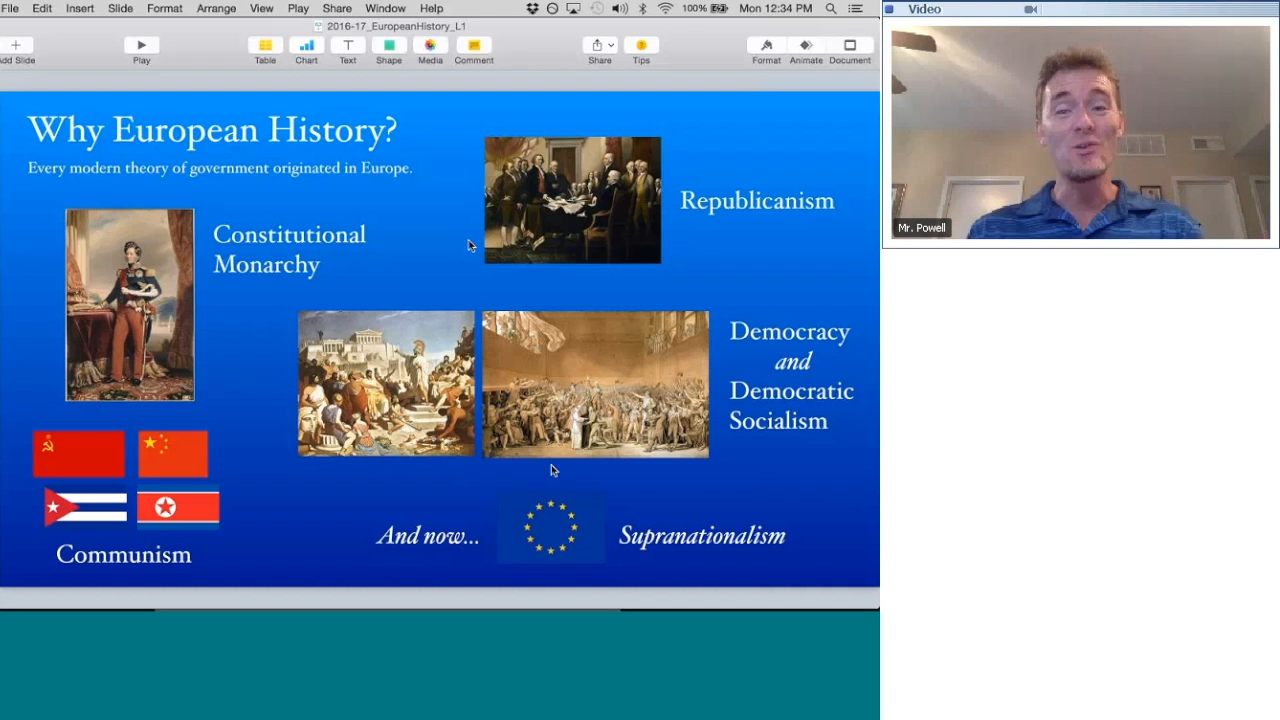 File Edit Insert Slide Format Arrange View Play Share Window Help 100% Mon 12:34 PM
2016-17_EuropeanHistory_L1
Add Slide Play Table Chart Text Shape Media Comment Share Tips Format Animate Document
Why European History?
Every modern theory of government originated in Europe.
Constitutional
Monarchy
Republicanism
Democracy
and
Democratic
Socialism
Communism
And now... Supranationalism
Video
Mr. Powell